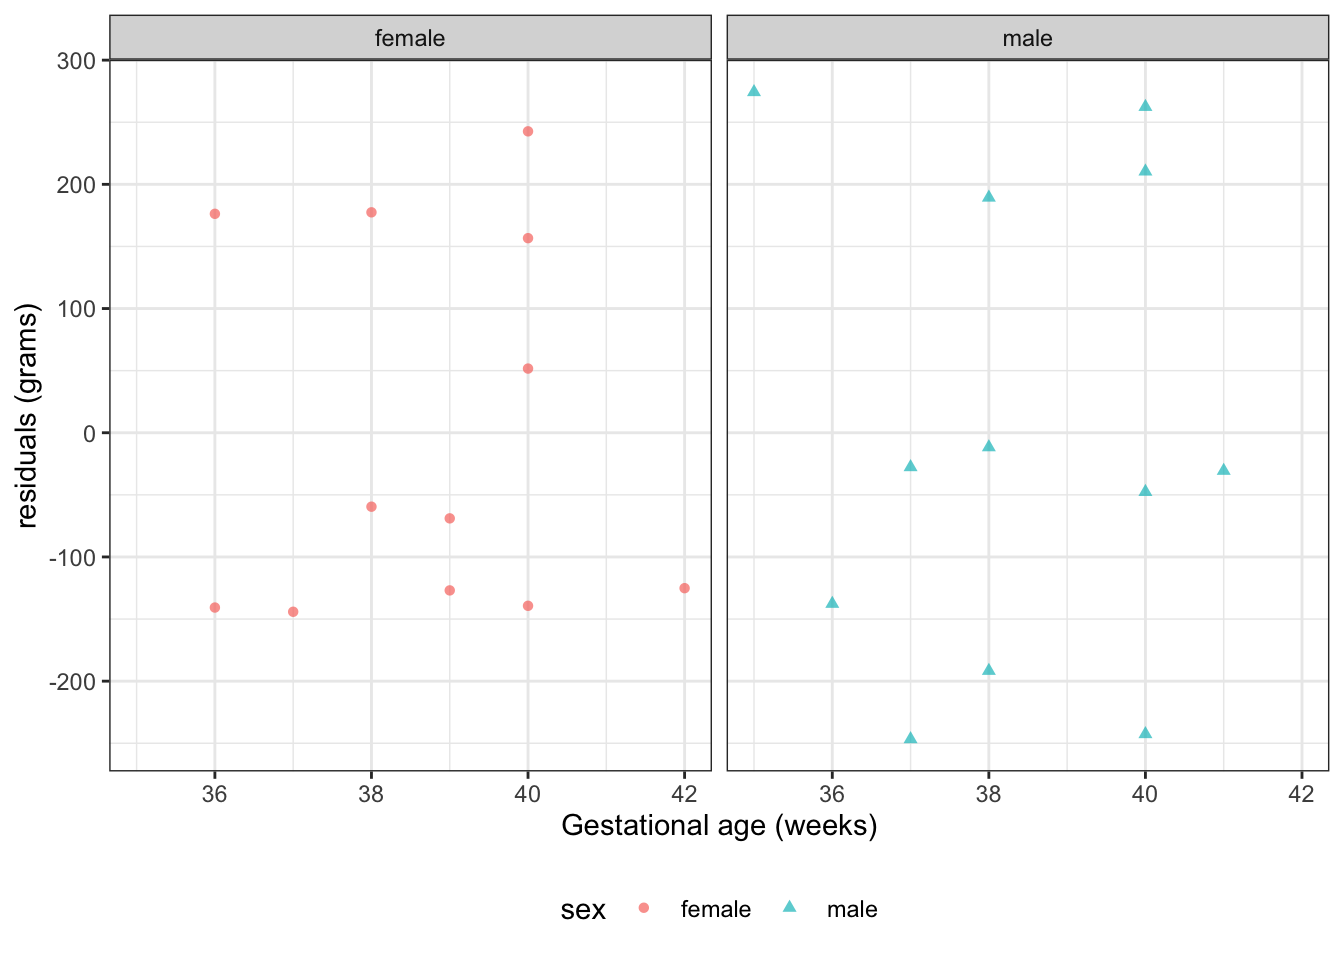 female male
300
200
100
0
-100
-200
residuals (grams)
36 38 40 42 36 38 40 42
Gestational age (weeks)
sex female male